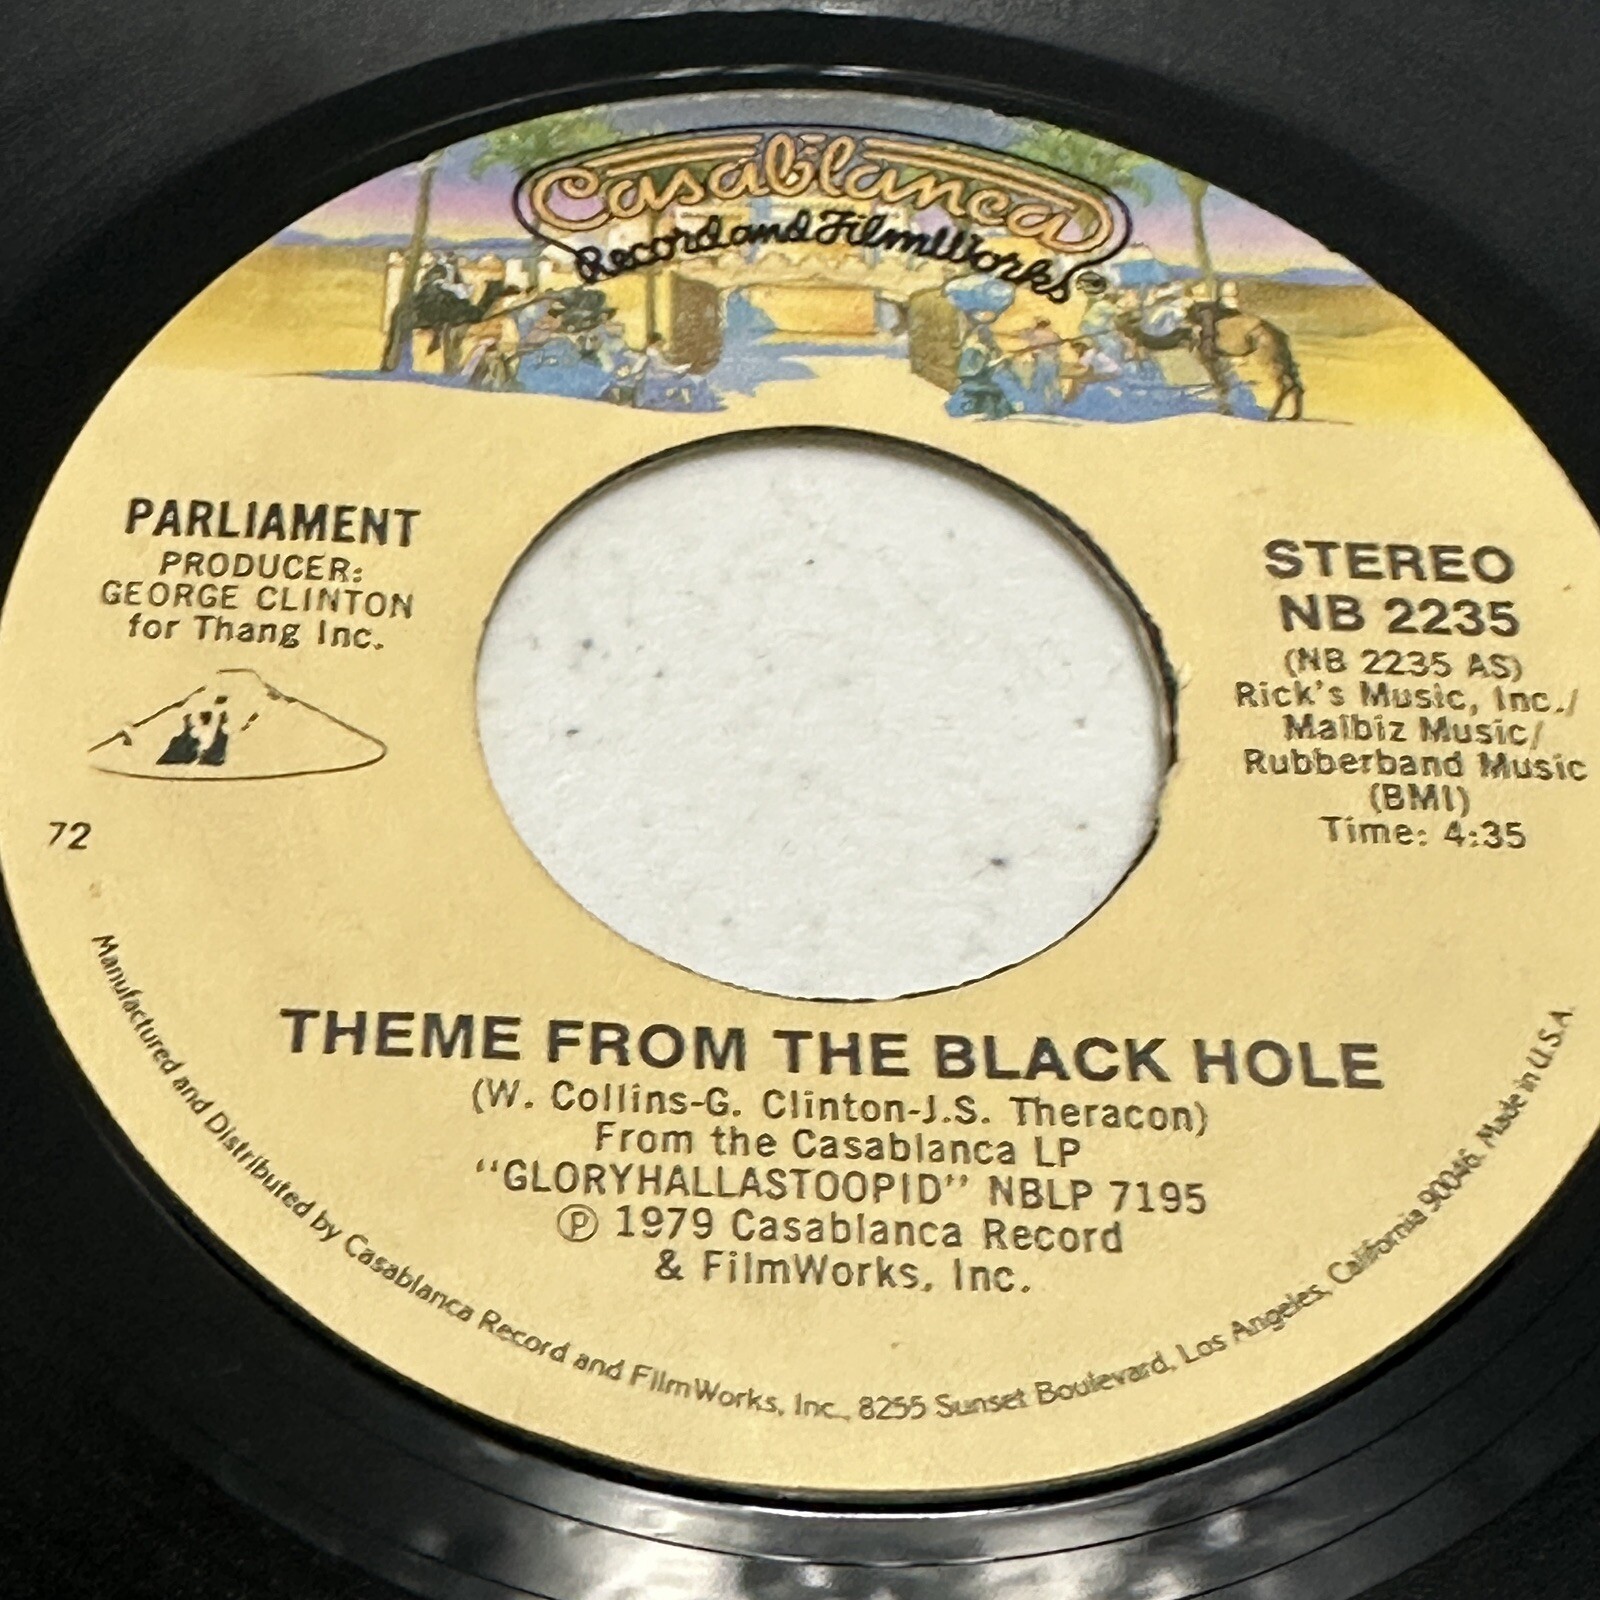 Casablanca
Record and FilmWorks
PARLIAMENT
PRODUCER:
GEORGE CLINTON
for Thang Inc.
72
STEREO
NB 2235
(NB 2235 AS)
Rick's Music, Inc./
Malbiz Music/
Rubberband Music
(BMI)
Time: 4:35
THEME FROM THE BLACK HOLE
(W. Collins-G. Clinton-J.S. Theracon)
From the Casablanca LP
"GLORYHALLASTOOPID" NBLP 7195
Ⓟ 1979 Casablanca Record
& FilmWorks, Inc.
Manufactured and Distributed by Casablanca Record and FilmWorks, Inc., 8255 Sunset Boulevard, Los Angeles, California 90046. Made in U.S.A.